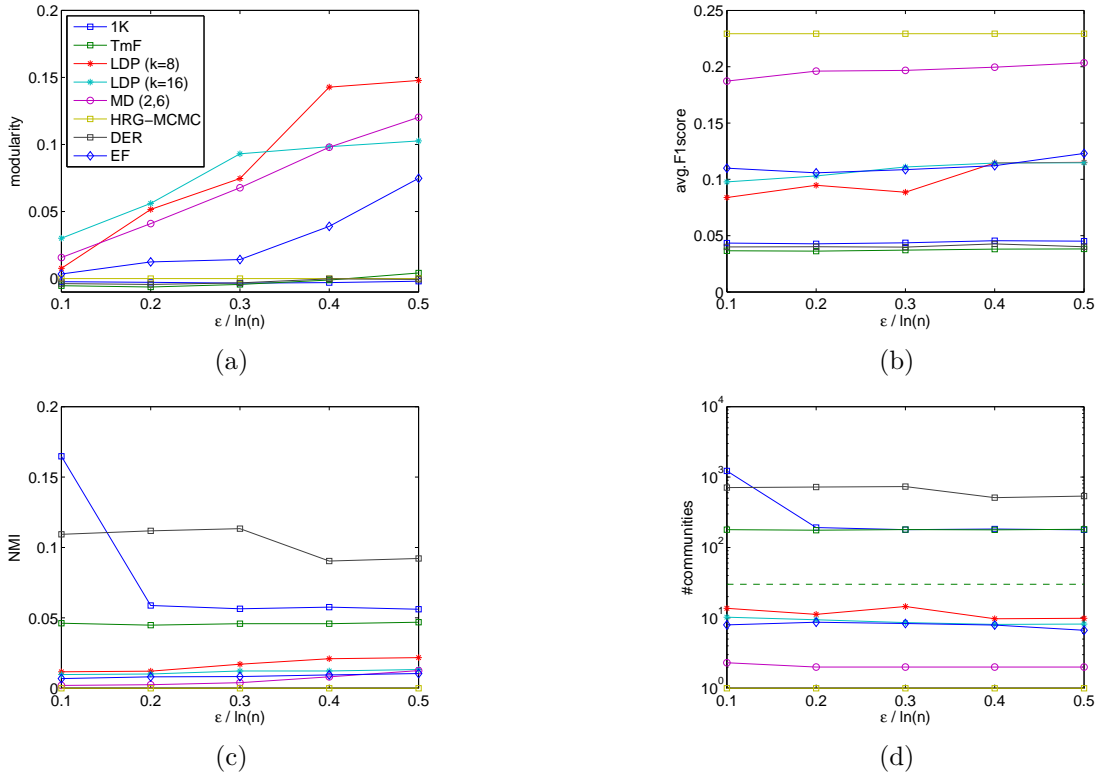 0.2
0.15
0.1
0.05
0
modularity
1K
TmF
LDP (k=8)
LDP (k=16)
MD (2,6)
HRG−MCMC
DER
EF
0.1 0.2 0.3 0.4 0.5
ε / ln(n)
(a)
0.25
0.2
0.15
0.1
0.05
0
avg.F1score
0.1 0.2 0.3 0.4 0.5
ε / ln(n)
(b)
0.2
0.15
0.1
0.05
0
NMI
0.1 0.2 0.3 0.4 0.5
ε / ln(n)
(c)
10^4
10^3
10^2
10^1
10^0
#communities
0.1 0.2 0.3 0.4 0.5
ε / ln(n)
(d)